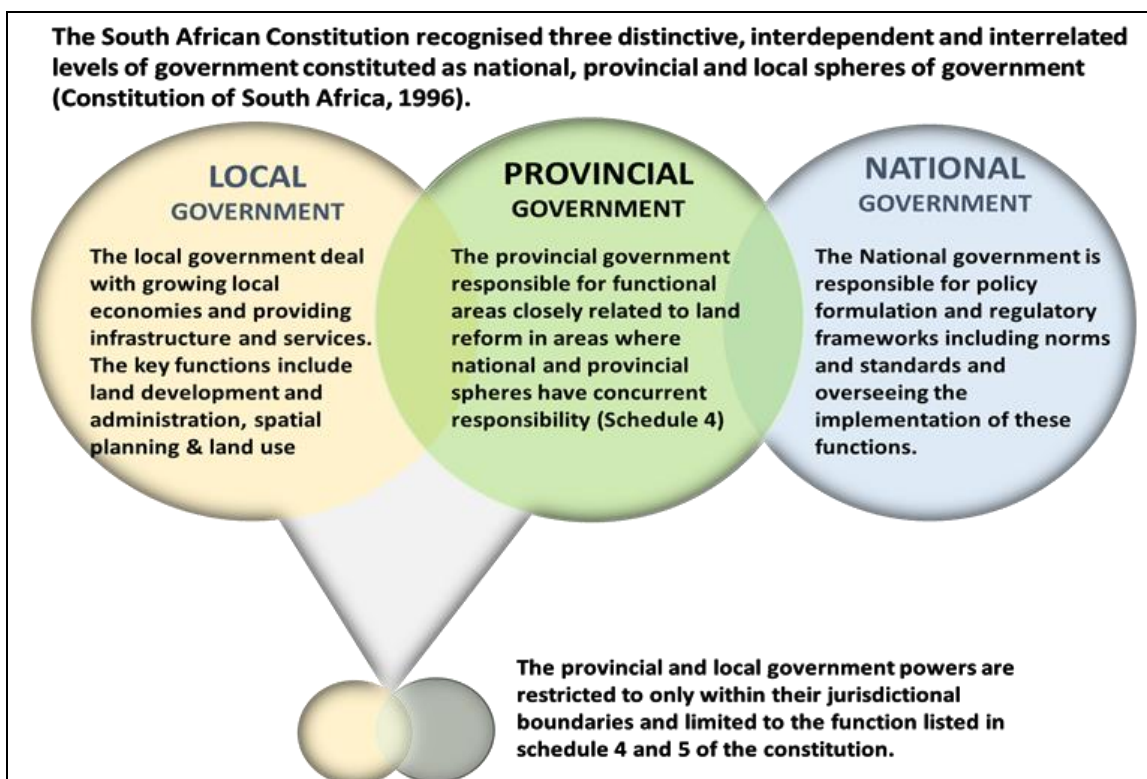 The South African Constitution recognised three distinctive, interdependent and interrelated
levels of government constituted as national, provincial and local spheres of government
(Constitution of South Africa, 1996).
LOCAL
GOVERNMENT
The local government deal
with growing local
economies and providing
infrastructure and services.
The key functions include
land development and
administration, spatial
planning & land use
PROVINCIAL
GOVERNMENT
The provincial government
responsible for functional
areas closely related to land
reform in areas where
national and provincial
spheres have concurrent
responsibility (Schedule 4)
NATIONAL
GOVERNMENT
The National government is
responsible for policy
formulation and regulatory
frameworks including norms
and standards and
overseeing the
implementation of these
functions.
The provincial and local government powers are
restricted to only within their jurisdictional
boundaries and limited to the function listed in
schedule 4 and 5 of the constitution.